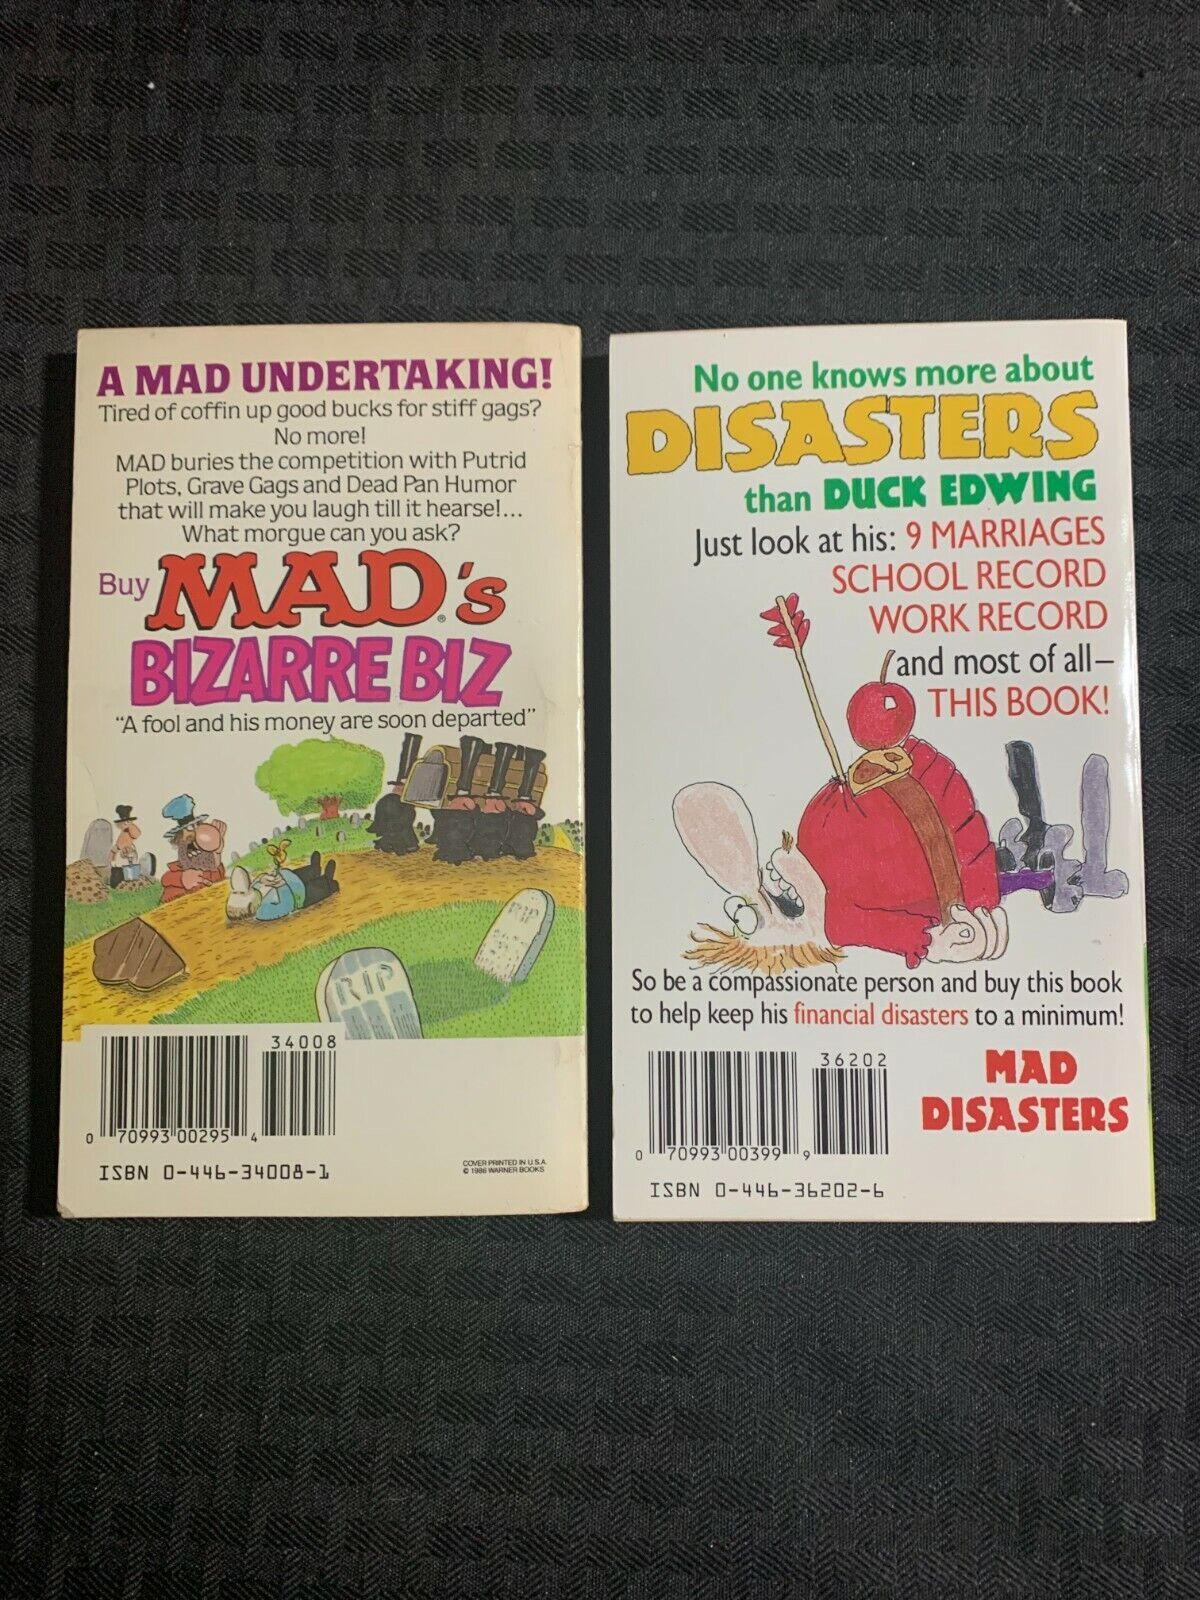 A MAD UNDERTAKING!
Tired of coffin up good bucks for stiff gags?
No more!
MAD buries the competition with Putrid
Plots, Grave Gags and Dead Pan Humor
that will make you laugh till it hearse!...
What morgue can you ask?
Buy MAD®'s
BIZARRE BIZ
"A fool and his money are soon departed"
RIP
RIP
34008
0 70993 00295 4
ISBN 0-446-34008-1
COVER PRINTED IN U.S.A.
© 1986 WARNER BOOKS
No one knows more about
DISASTERS
than DUCK EDWING
Just look at his: 9 MARRIAGES
SCHOOL RECORD
WORK RECORD
and most of all—
THIS BOOK!
So be a compassionate person and buy this book
to help keep his financial disasters to a minimum!
36202
0 70993 00399 9
ISBN 0-446-36202-6
MAD
DISASTERS